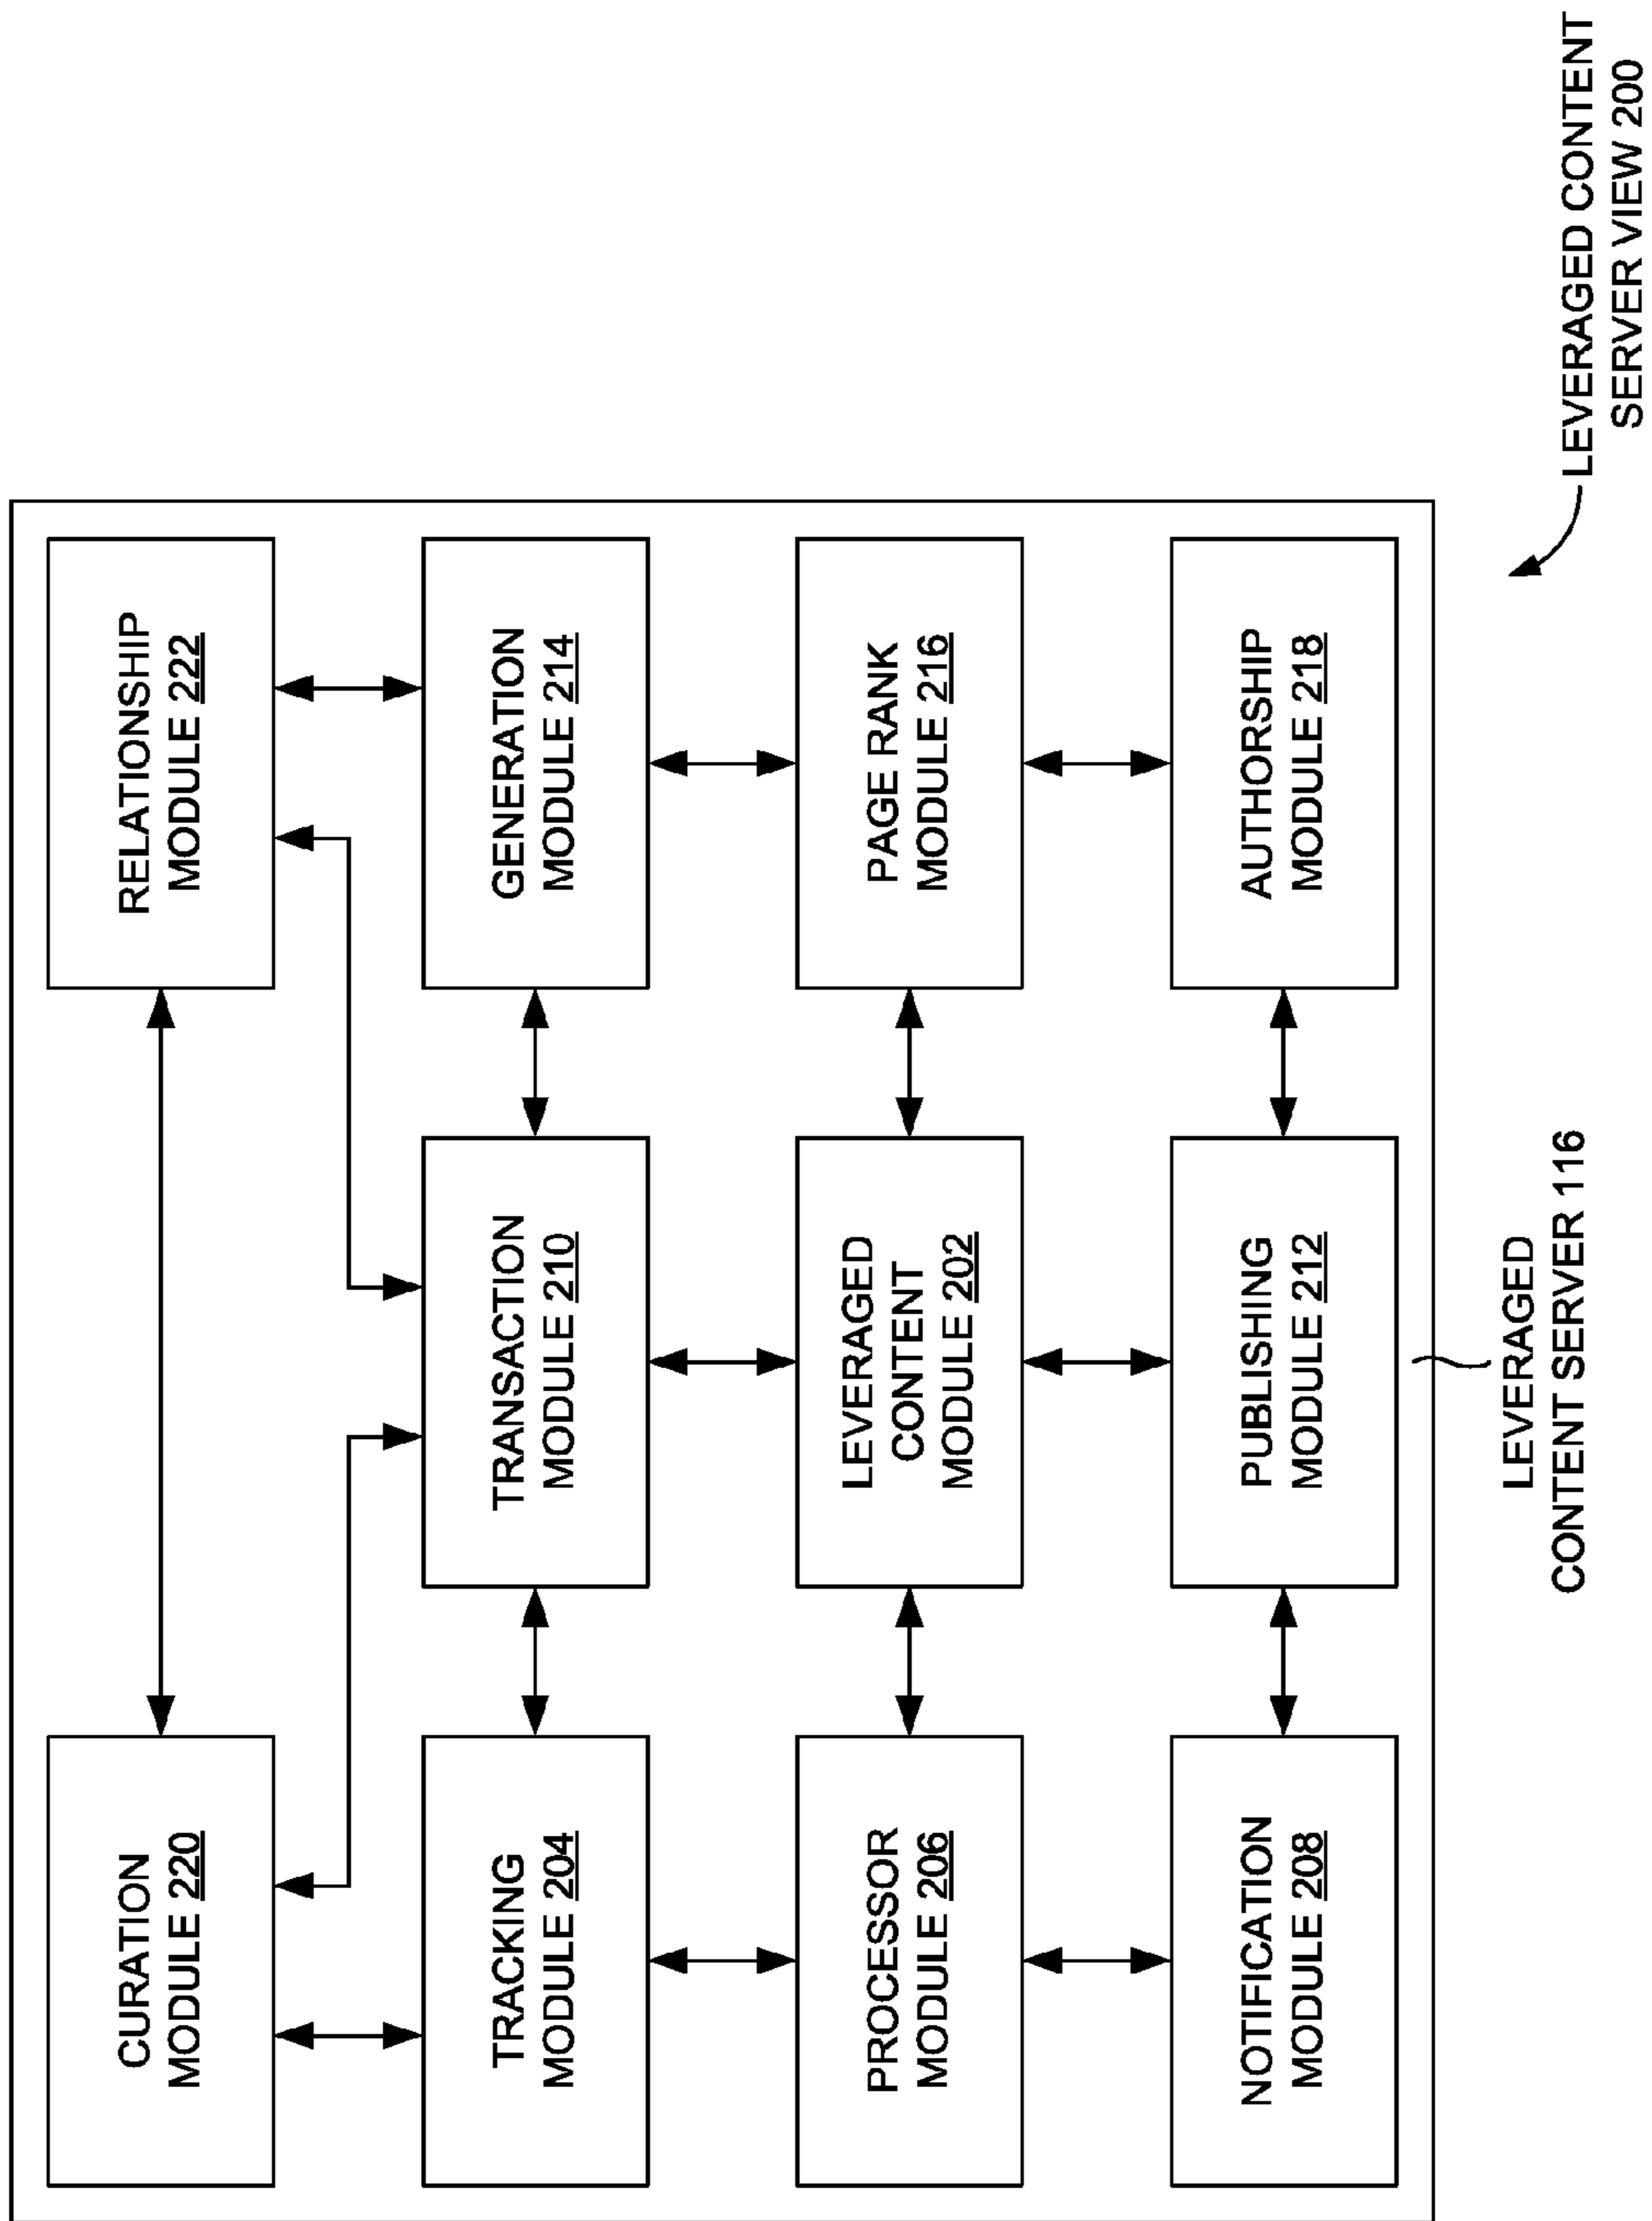 CURATION
MODULE 220
RELATIONSHIP
MODULE 222
TRACKING
MODULE 204
TRANSACTION
MODULE 210
GENERATION
MODULE 214
PROCESSOR
MODULE 206
LEVERAGED
CONTENT
MODULE 202
PAGE RANK
MODULE 216
NOTIFICATION
MODULE 208
PUBLISHING
MODULE 212
AUTHORSHIP
MODULE 218
LEVERAGED
CONTENT SERVER 116
LEVERAGED CONTENT
SERVER VIEW 200